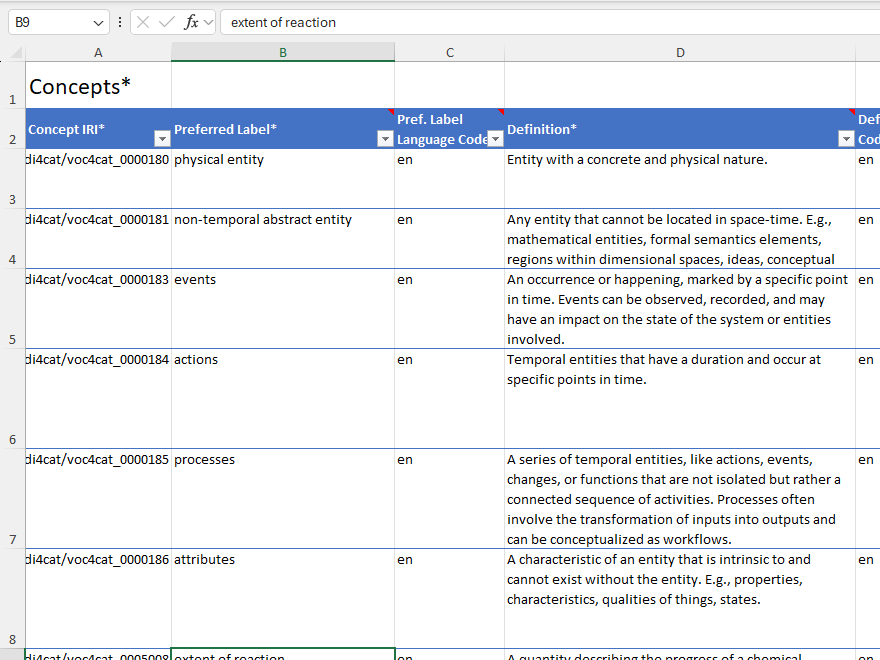 B9
fx
extent of reaction
A B C D
1
Concepts*
2
Concept IRI*
Preferred Label*
Pref. Label
Language Code
Definition*
Def
3
di4cat/voc4cat_0000180
physical entity
en
Entity with a concrete and physical nature.
en
4
di4cat/voc4cat_0000181
non-temporal abstract entity
en
Any entity that cannot be located in space-time. E.g.,
mathematical entities, formal semantics elements,
regions within dimensional spaces, ideas, conceptual
en
5
di4cat/voc4cat_0000183
events
en
An occurrence or happening, marked by a specific point
in time. Events can be observed, recorded, and may
have an impact on the state of the system or entities
involved.
en
6
di4cat/voc4cat_0000184
actions
en
Temporal entities that have a duration and occur at
specific points in time.
en
7
di4cat/voc4cat_0000185
processes
en
A series of temporal entities, like actions, events,
changes, or functions that are not isolated but rather a
connected sequence of activities. Processes often
involve the transformation of inputs into outputs and
can be conceptualized as workflows.
en
8
di4cat/voc4cat_0000186
attributes
en
A characteristic of an entity that is intrinsic to and
cannot exist without the entity. E.g., properties,
characteristics, qualities of things, states.
en
di4cat/voc4cat_0005008
extent of reaction
en
A quantity describing the progress of a chemical
en